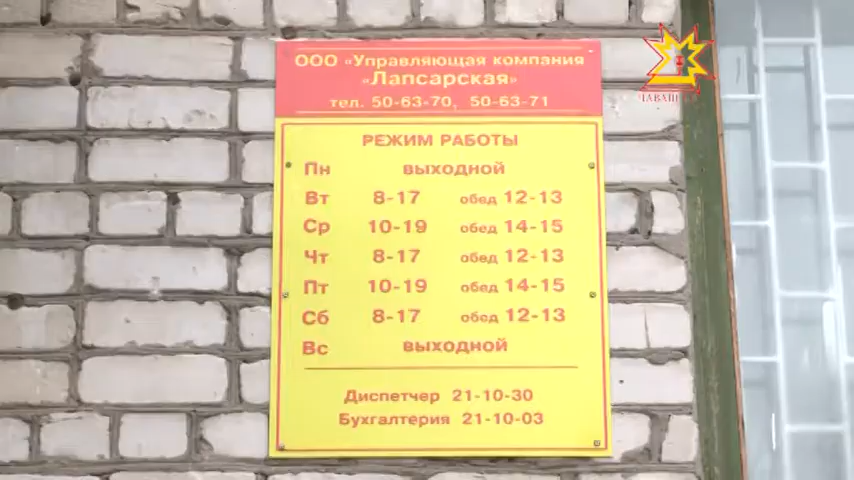 ООО «Управляющая компания
«Лапсарская»
тел. 50-63-70, 50-63-71
РЕЖИМ РАБОТЫ
Пн выходной
Вт 8-17 обед 12-13
Ср 10-19 обед 14-15
Чт 8-17 обед 12-13
Пт 10-19 обед 14-15
Сб 8-17 обед 12-13
Вс выходной
Диспетчер 21-10-30
Бухгалтерия 21-10-03